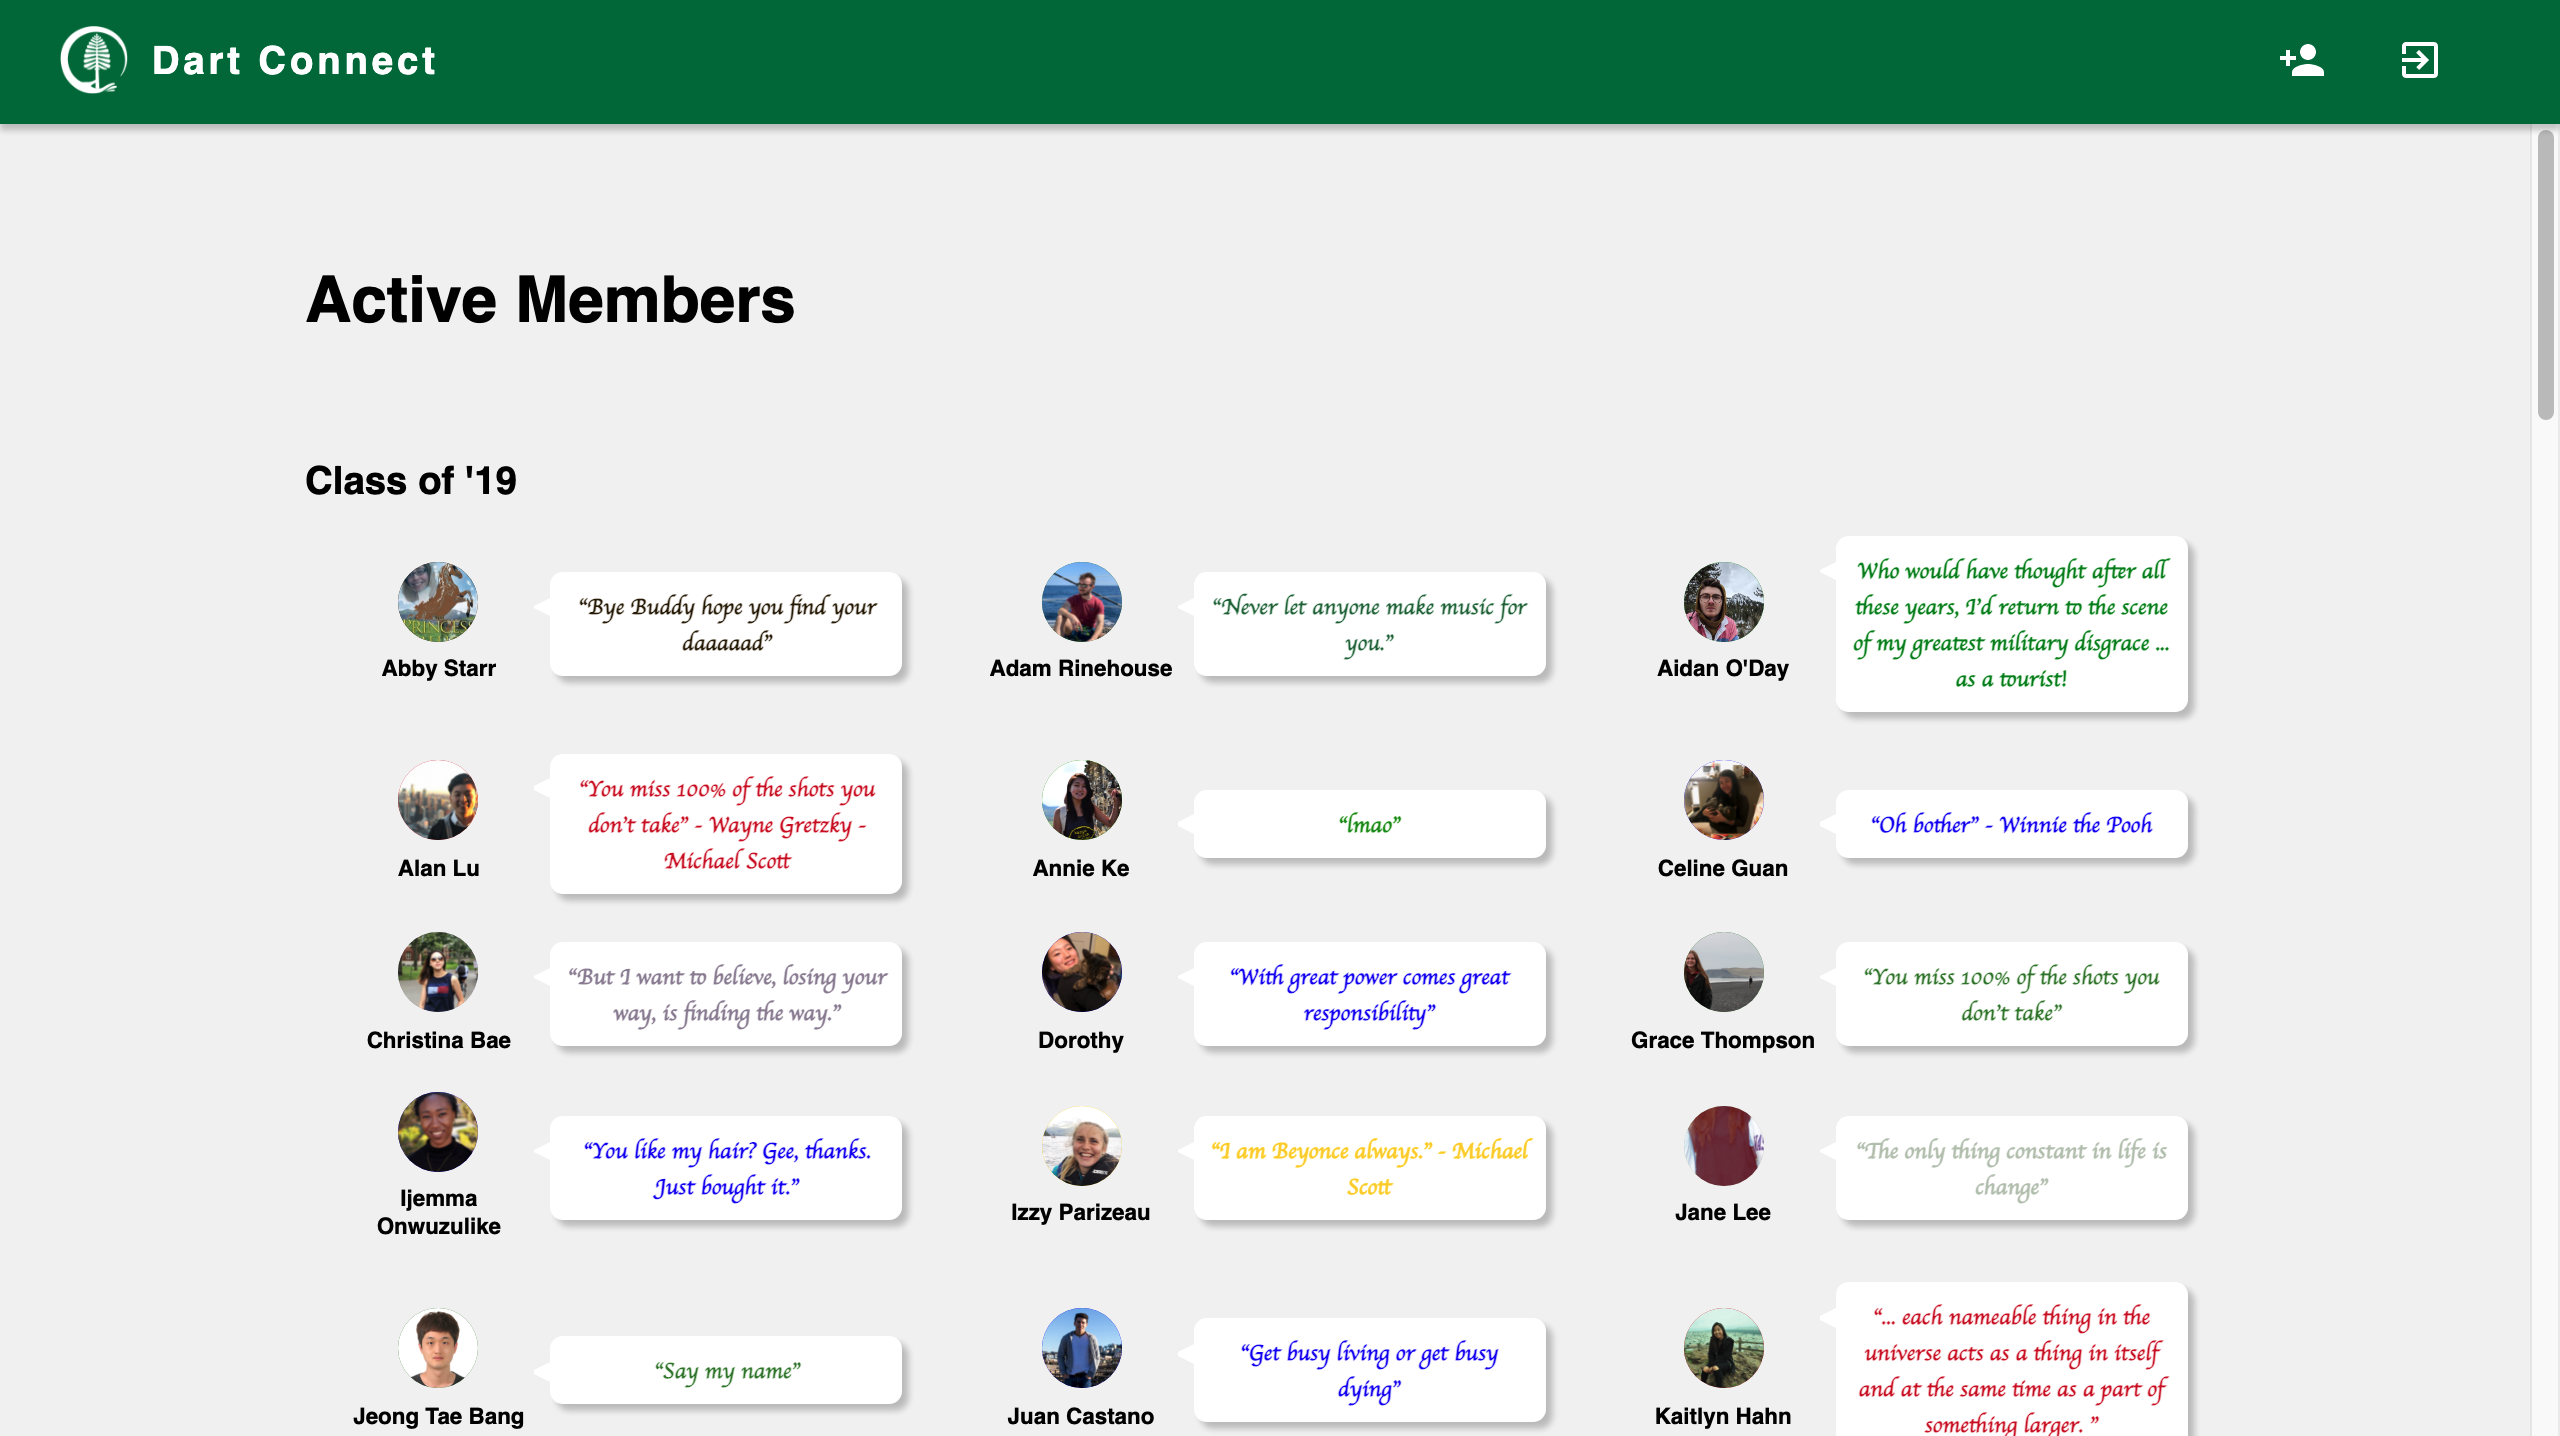 Dart Connect
Active Members
Class of '19
“Bye Buddy hope you find your
daaaaad”
Abby Starr
“Never let anyone make music for
you.”
Adam Rinehouse
Who would have thought after all
these years, I'd return to the scene
of my greatest military disgrace ...
as a tourist!
Aidan O'Day
“You miss 100% of the shots you
don't take” - Wayne Gretzky -
Michael Scott
Alan Lu
“lmao”
Annie Ke
“Oh bother” - Winnie the Pooh
Celine Guan
“But I want to believe, losing your
way, is finding the way.”
Christina Bae
“With great power comes great
responsibility”
Dorothy
“You miss 100% of the shots you
don't take”
Grace Thompson
“You like my hair? Gee, thanks.
Just bought it.”
Ijemma
Onwuzulike
“I am Beyonce always.” - Michael
Scott
Izzy Parizeau
“The only thing constant in life is
change”
Jane Lee
“Say my name”
Jeong Tae Bang
“Get busy living or get busy
dying”
Juan Castano
“... each nameable thing in the
universe acts as a thing in itself
and at the same time as a part of
something larger. ”
Kaitlyn Hahn